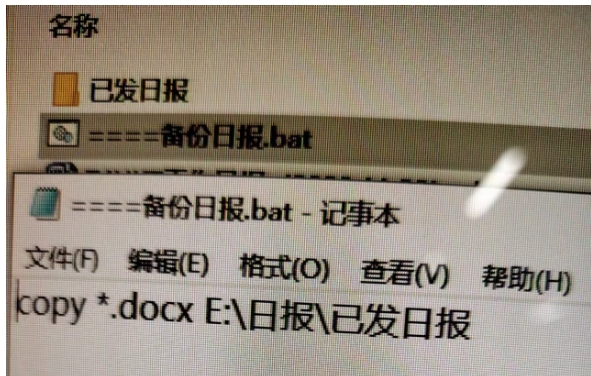 名称
已发日报
====备份日报.bat
====备份日报.bat - 记事本
文件(F) 编辑(E) 格式(O) 查看(V) 帮助(H)
copy *.docx E:\日报\已发日报